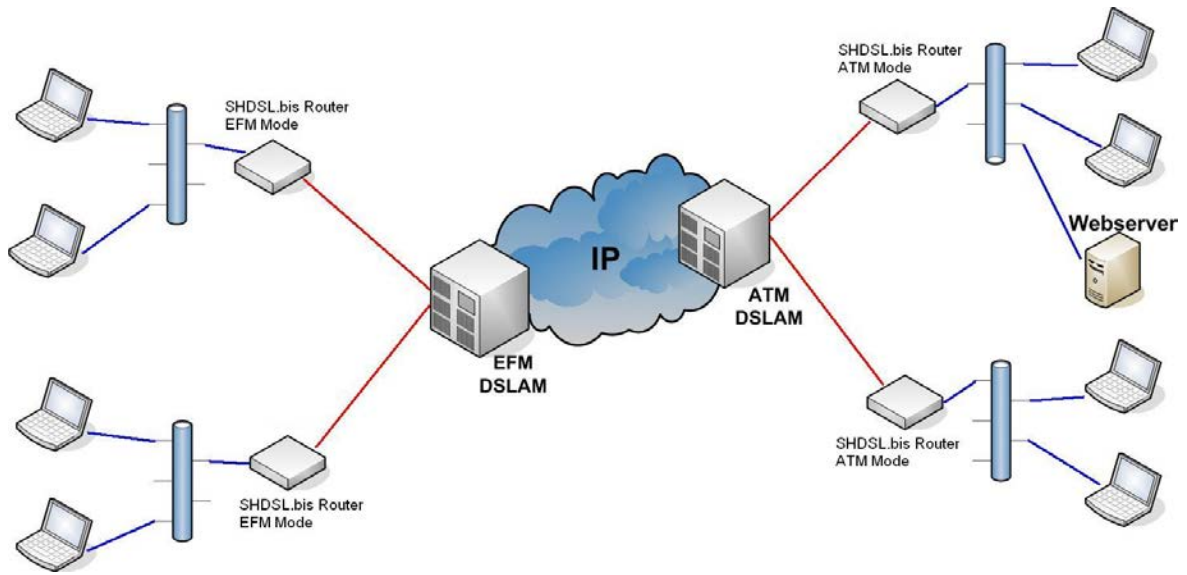 SHDSL.bis Router
EFM Mode
SHDSL.bis Router
ATM Mode
Webserver
IP
EFM
DSLAM
ATM
DSLAM
SHDSL.bis Router
EFM Mode
SHDSL.bis Router
ATM Mode